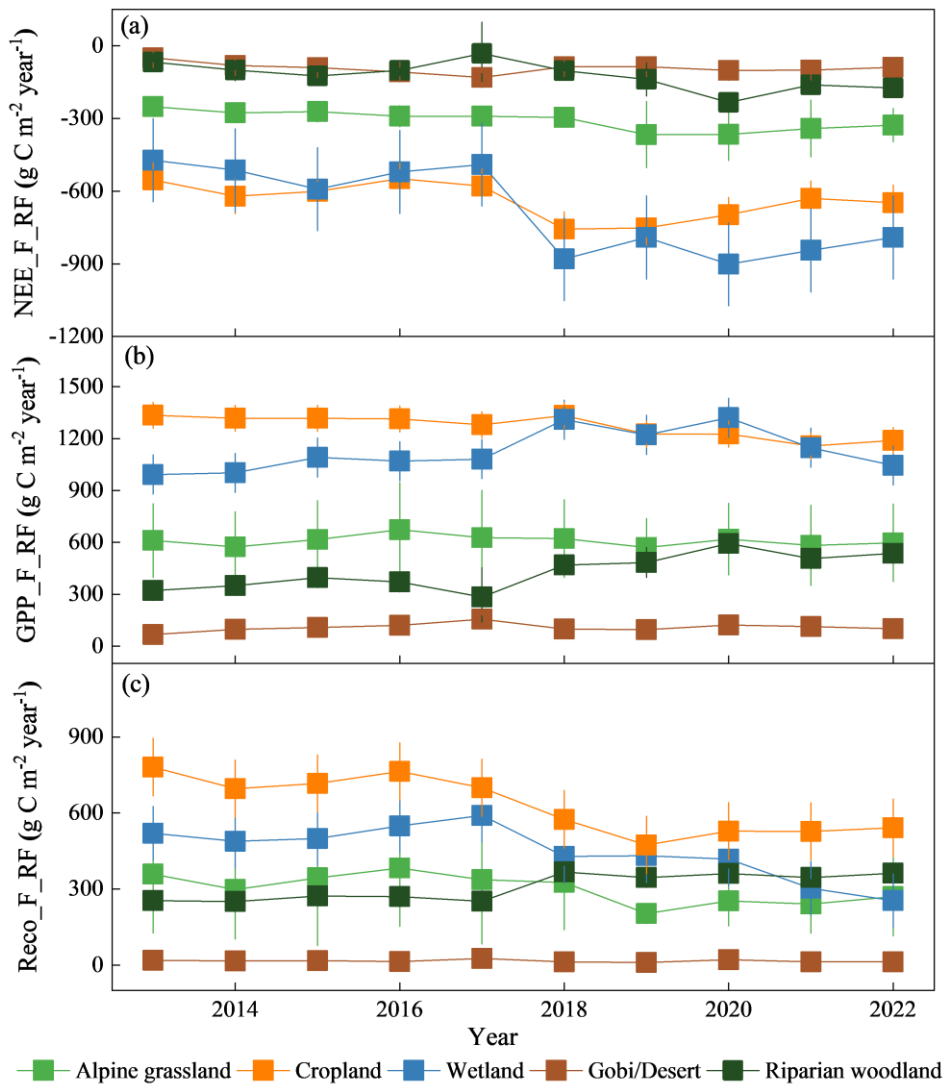 (a)
NEE_F_RF (g C m⁻² year⁻¹)
0
-300
-600
-900
-1200
(b)
GPP_F_RF (g C m⁻² year⁻¹)
1500
1200
900
600
300
0
(c)
Reco_F_RF (g C m⁻² year⁻¹)
900
600
300
0
2014 2016 2018 2020 2022
Year
Alpine grassland Cropland Wetland Gobi/Desert Riparian woodland